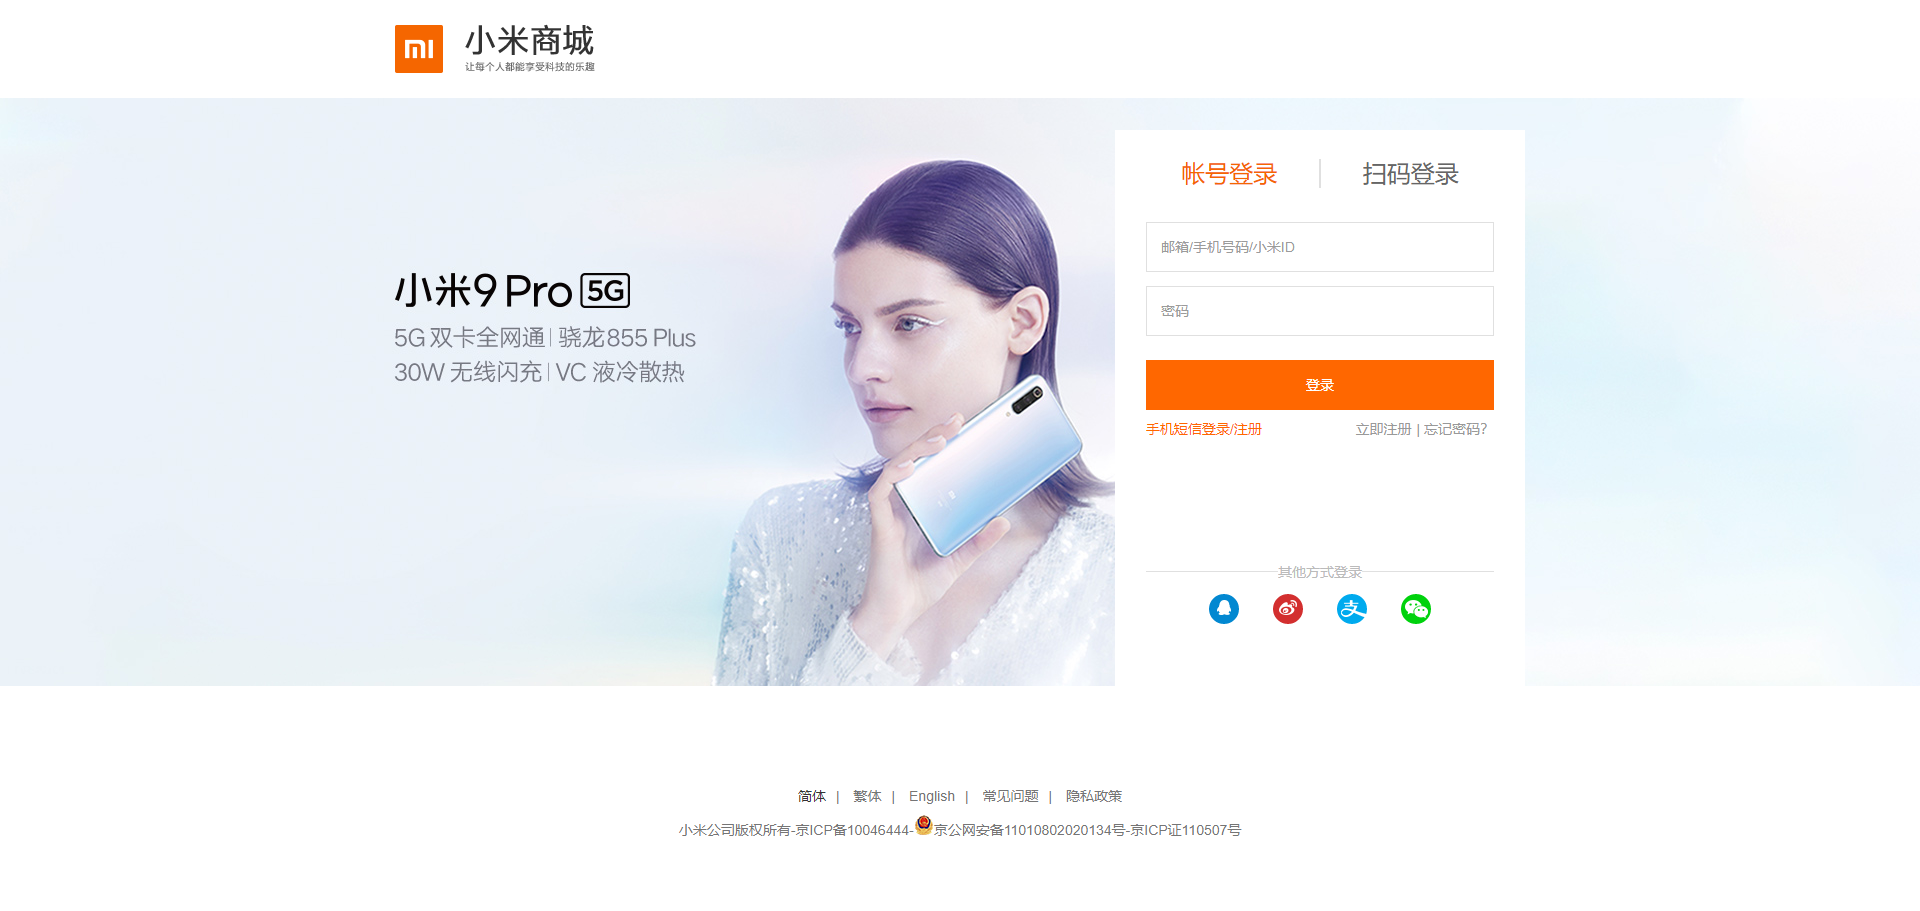 mi
小米商城
让每个人都能享受科技的乐趣
小米9 Pro 5G
5G 双卡全网通 | 骁龙855 Plus
30W 无线闪充 | VC 液冷散热
帐号登录
扫码登录
邮箱/手机号码/小米ID
密码
登录
手机短信登录/注册
立即注册 | 忘记密码?
其他方式登录
简体 | 繁体 | English | 常见问题 | 隐私政策
小米公司版权所有-京ICP备10046444-京公网安备11010802020134号-京ICP证110507号